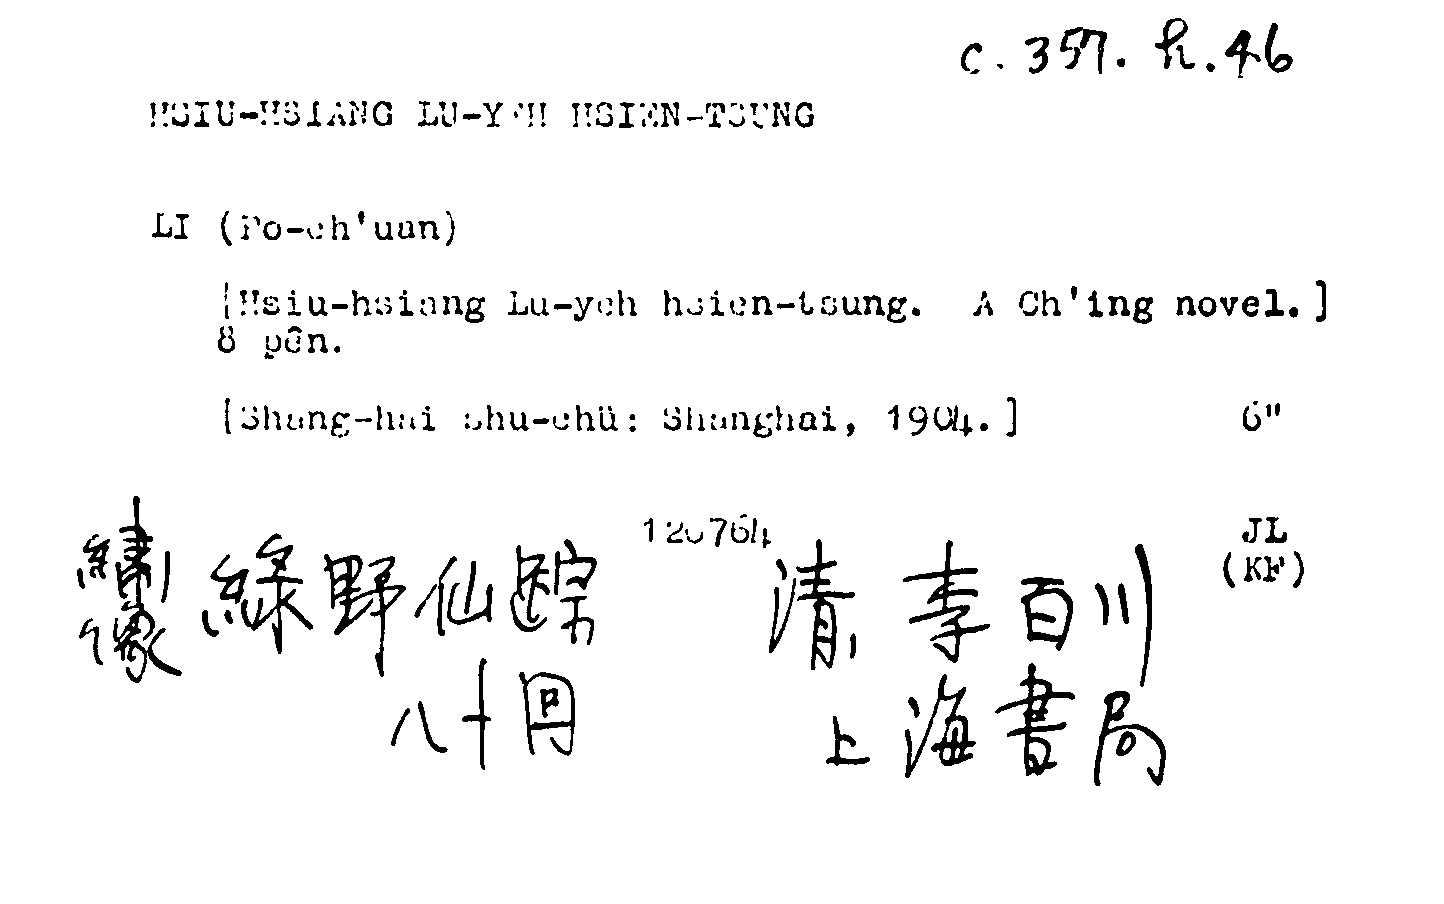 c. 357. h. 46
HSIU-HSIANG LU-YEH HSIEN-TSUNG
LI (Po-ch'uan)
[Hsiu-hsiang Lu-yeh hsien-tsung. A Ch'ing novel.]
8 pên.
[Shang-hai shu-chü: Shanghai, 1904.] 6"
JL
(KF)
繡像 綠野仙踪
八十回
清 李百川
上海書局